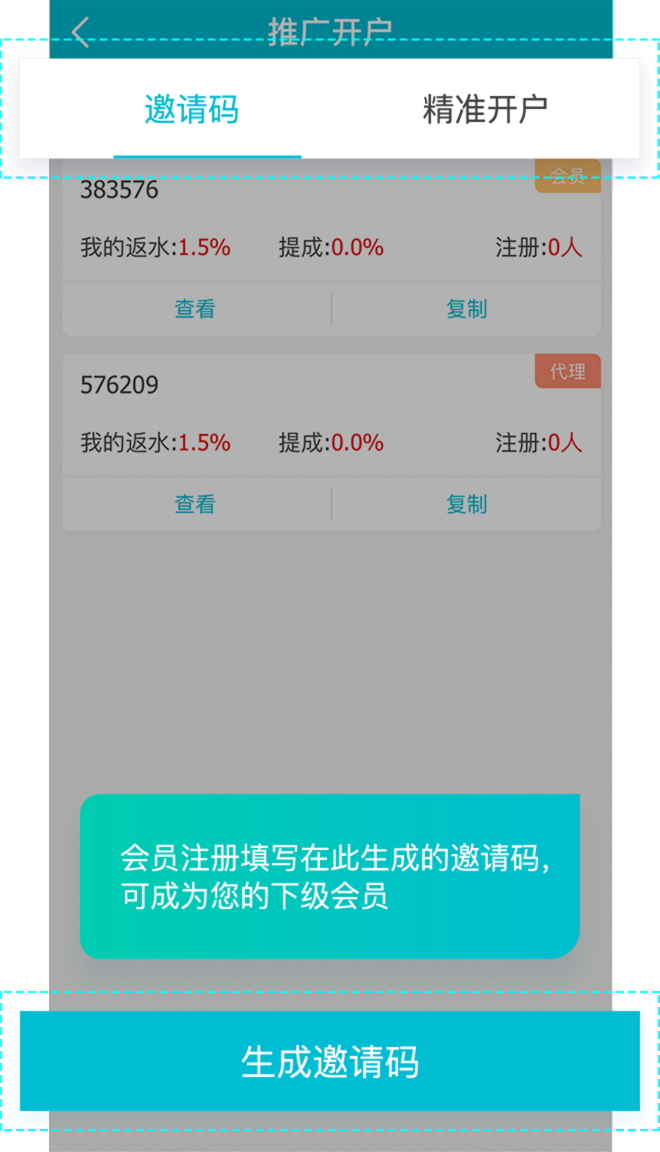 推广开户
邀请码 精准开户
383576 会员
我的返水:1.5% 提成:0.0% 注册:0人
查看 复制
576209 代理
我的返水:1.5% 提成:0.0% 注册:0人
查看 复制
会员注册填写在此生成的邀请码,
可成为您的下级会员
生成邀请码